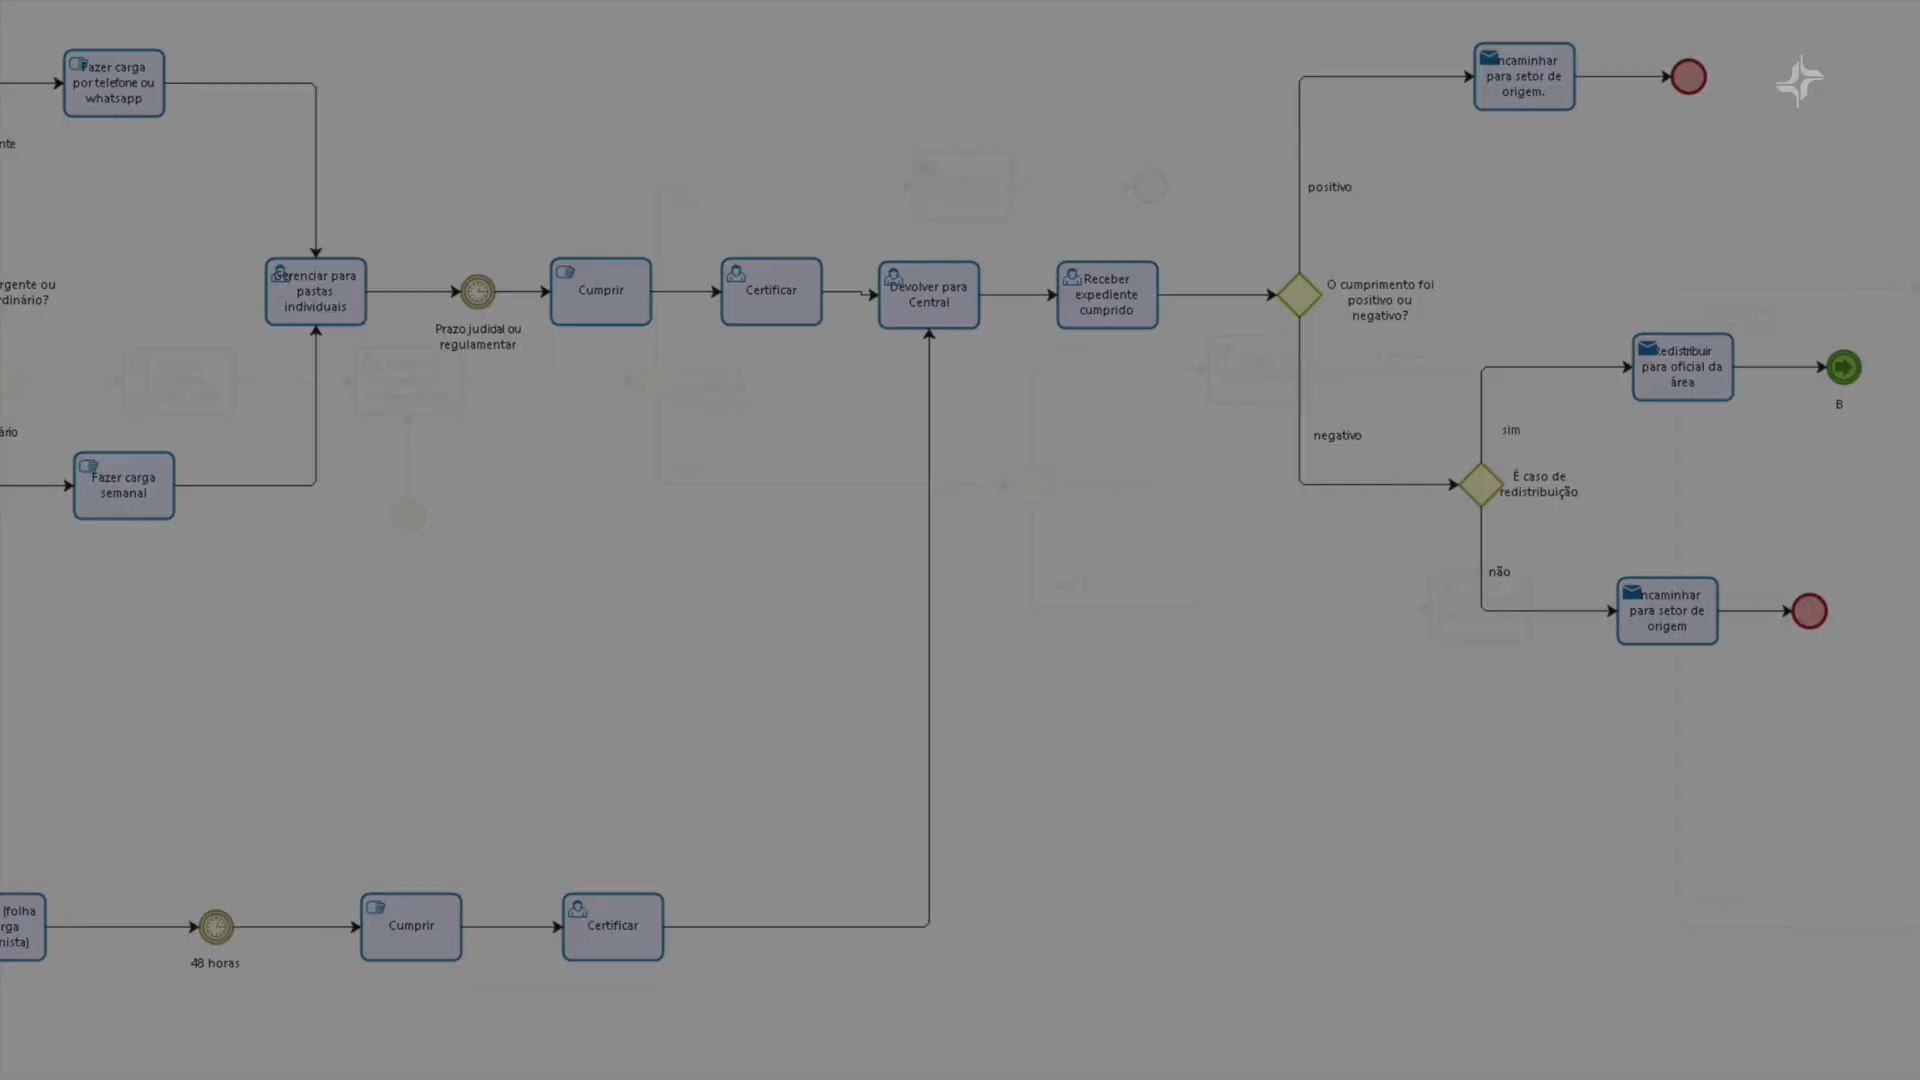 Fazer carga
por telefone ou
whatsapp
nte
rgente ou
rdinário?
ário
Fazer carga
semanal
Gerenciar para
pastas
individuais
Prazo judicial ou
regulamentar
Cumprir
Certificar
Devolver para
Central
Receber
expediente
cumprido
O cumprimento foi
positivo ou
negativo?
positivo
ncaminhar
para setor de
origem.
negativo
É caso de
redistribuição
sim
Redistribuir
para oficial da
área
B
não
ncaminhar
para setor de
origem
(folha
rga
nista)
48 horas
Cumprir
Certificar